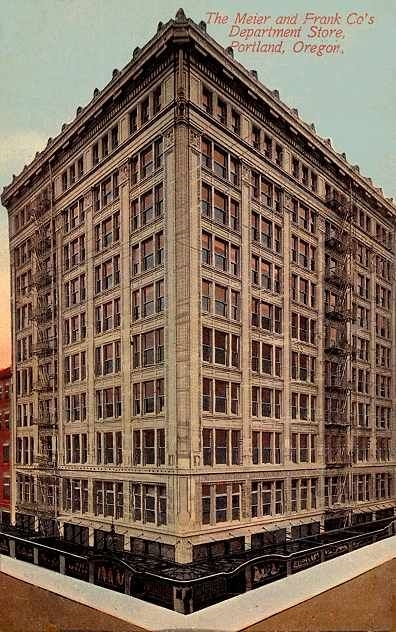 The Meier and Frank Co's
Department Store,
Portland, Oregon.